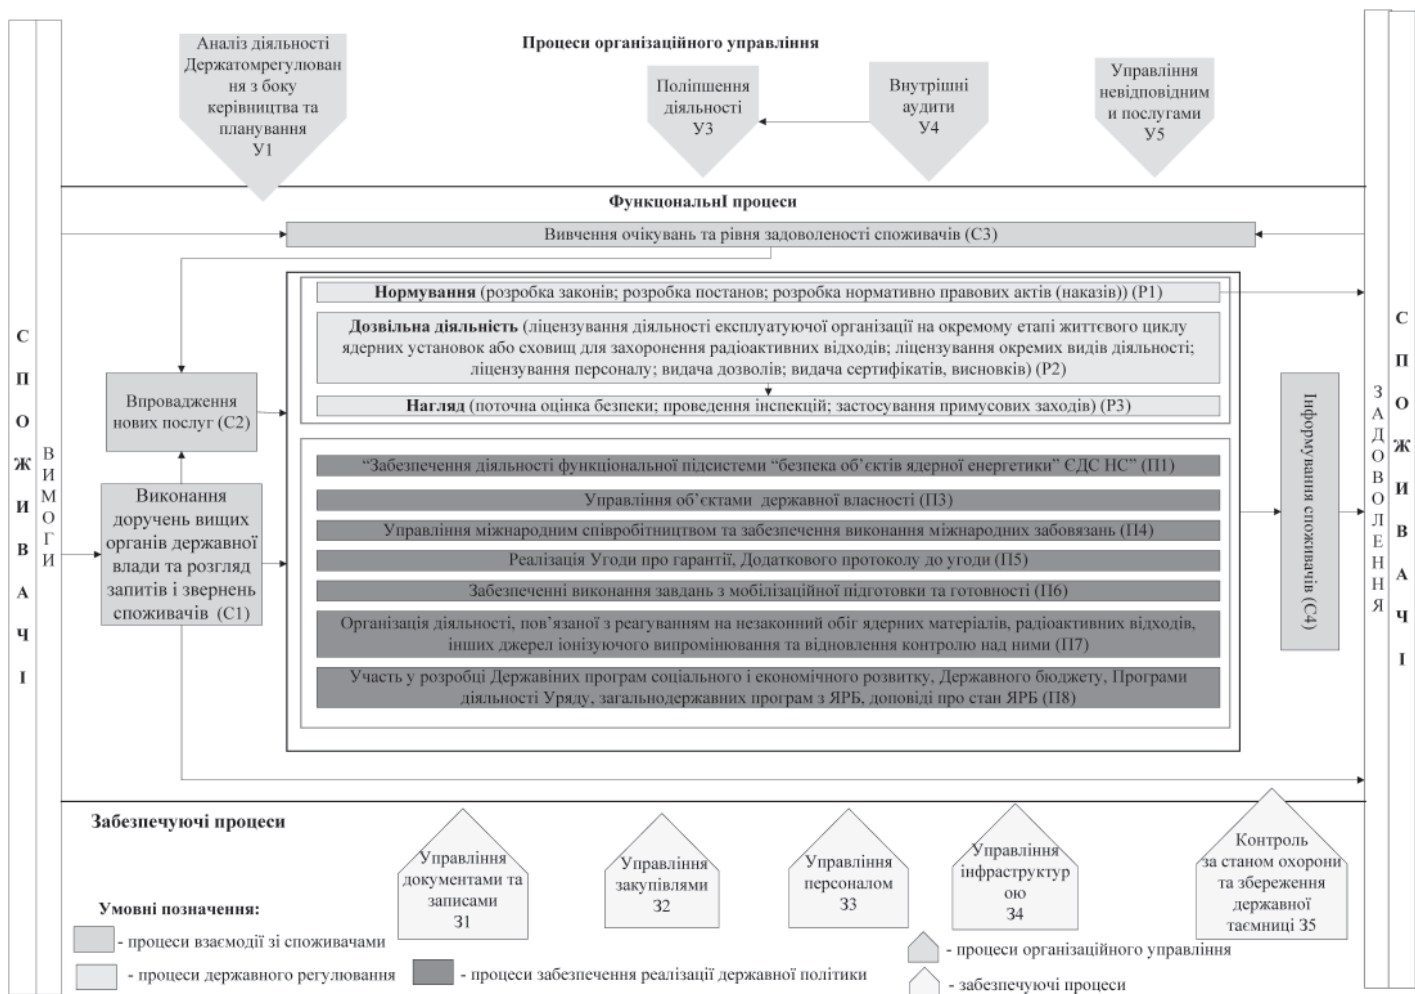 Процеси організаційного управління
Аналіз діяльності
Держатомрегулюван
ня з боку
керівництва та
планування
У1
Поліпшення
діяльності
У3
Внутрішні
аудити
У4
Управління
невідповідним
и послугами
У5
ФункцональнІ процеси
Вивчення очікувань та рівня задоволеності споживачів (С3)
С П О Ж И В А Ч І
ВИМОГИ
Впровадження
нових послуг (С2)
Виконання
доручень вищих
органів державної
влади та розгляд
запитів і звернень
споживачів (С1)
Нормування (розробка законів; розробка постанов; розробка нормативно правових актів (наказів)) (Р1)
Дозвільна діяльність (ліцензування діяльності експлуатуючої організації на окремому етапі життєвого циклу
ядерних установок або сховищ для захоронення радіоактивних відходів; ліцензування окремих видів діяльності;
ліцензування персоналу; видача дозволів; видача сертифікатів, висновків) (Р2)
Нагляд (поточна оцінка безпеки; проведення інспекцій; застосування примусових заходів) (Р3)
“Забезпечення діяльності функціональної підсистеми “безпека об’єктів ядерної енергетики” ЄДС НС” (П1)
Управління об’єктами державної власності (П3)
Управління міжнародним співробітництвом та забезпечення виконання міжнародних забовязань (П4)
Реалізація Угоди про гарантії, Додаткового протоколу до угоди (П5)
Забезпеченні виконання завдань з мобілізаційної підготовки та готовності (П6)
Організація діяльності, пов’язаної з реагуванням на незаконний обіг ядерних матеріалів, радіоактивних відходів,
інших джерел іонізуючого випромінювання та відновлення контролю над ними (П7)
Участь у розробці Державіних програм соціального і економічного розвитку, Державного бюджету, Програми
діяльності Уряду, загальнодержавних програм з ЯРБ, доповіді про стан ЯРБ (П8)
Інформування споживачів (С4)
ЗАДОВОЛЕННЯ
С П О Ж И В А Ч І
Забезпечуючі процеси
Управління
документами та
записами
З1
Управління
закупівлями
З2
Управління
персоналом
З3
Управління
інфраструктур
ою
З4
Контроль
за станом охорони
та збереження
державної
таємниці З5
Умовні позначення:
- процеси взаємодії зі споживачами
- процеси державного регулювання
- процеси забезпечення реалізації державної політики
- процеси організаційного управління
- забезпечуючі процеси